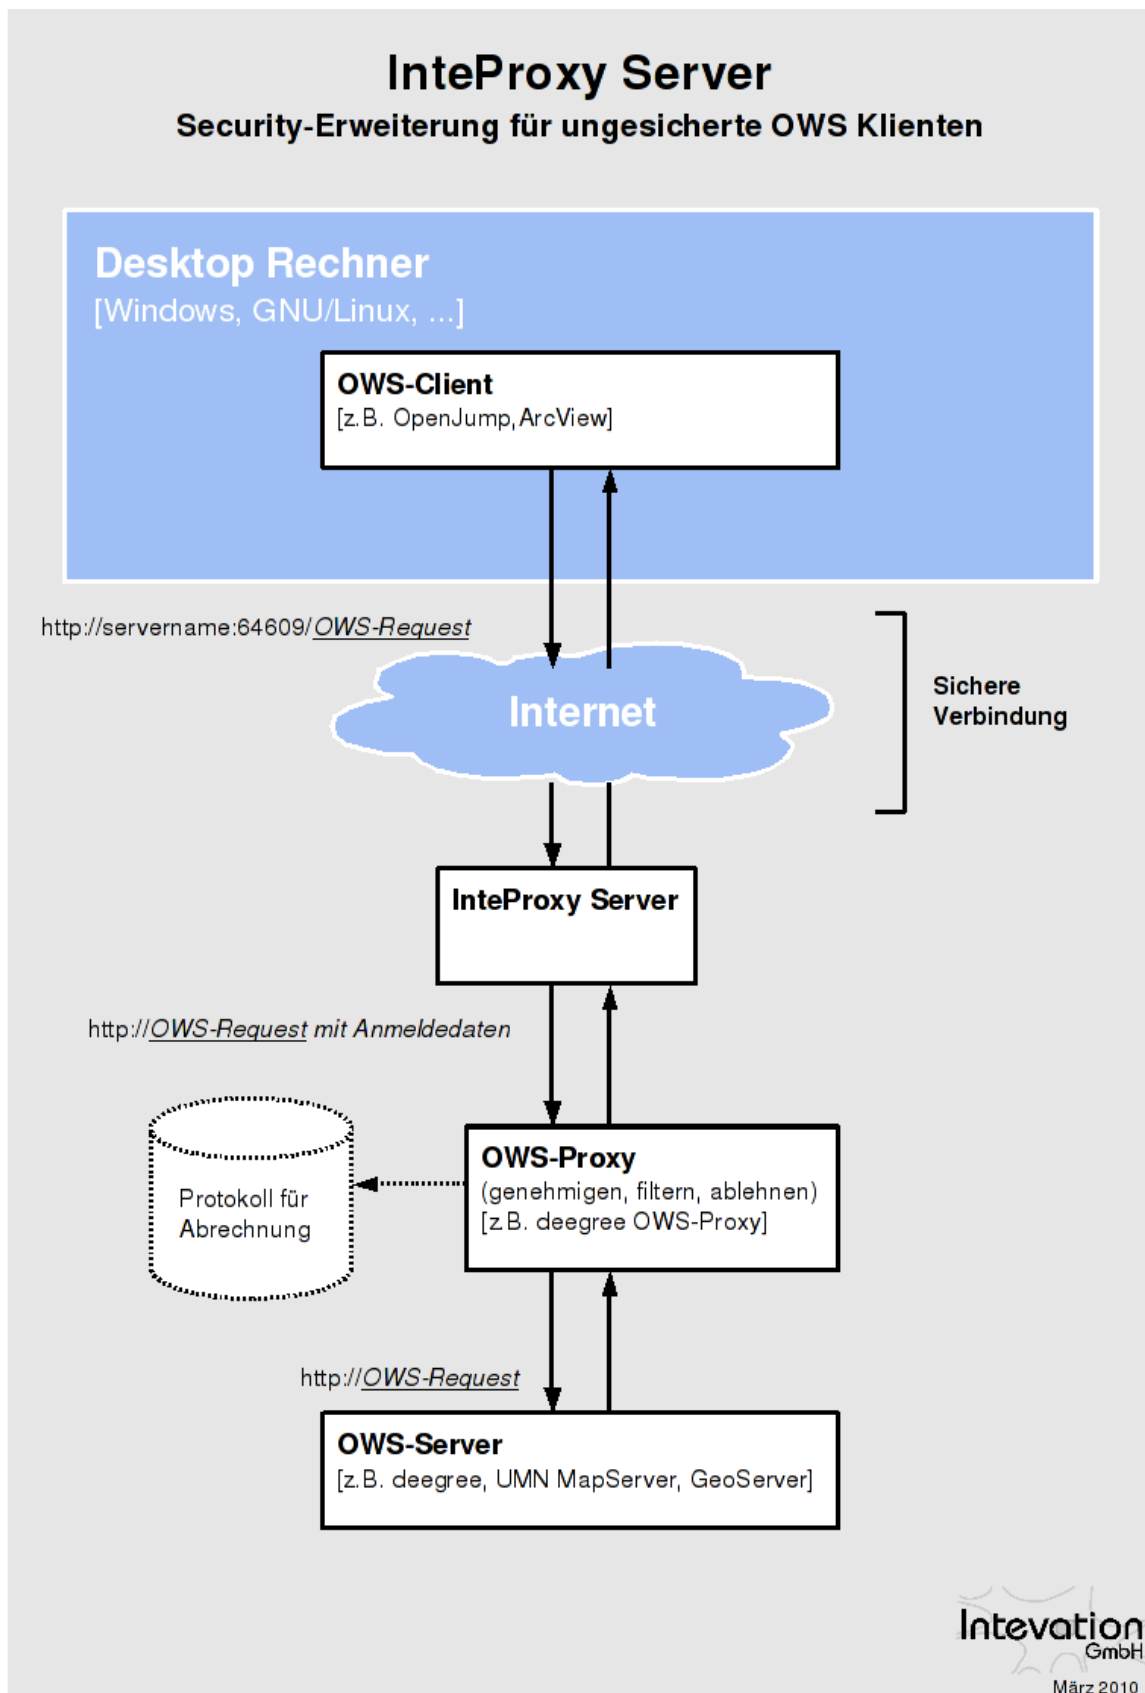 InteProxy Server
Security-Erweiterung für ungesicherte OWS Klienten
Desktop Rechner
[Windows, GNU/Linux, ...]
OWS-Client
[z.B. OpenJump,ArcView]
http://servername:64609/OWS-Request
Internet
Sichere
Verbindung
InteProxy Server
http://OWS-Request mit Anmeldedaten
OWS-Proxy
(genehmigen, filtern, ablehnen)
[z.B. deegree OWS-Proxy]
Protokoll für
Abrechnung
http://OWS-Request
OWS-Server
[z.B. deegree, UMN MapServer, GeoServer]
Intevation
GmbH
März 2010